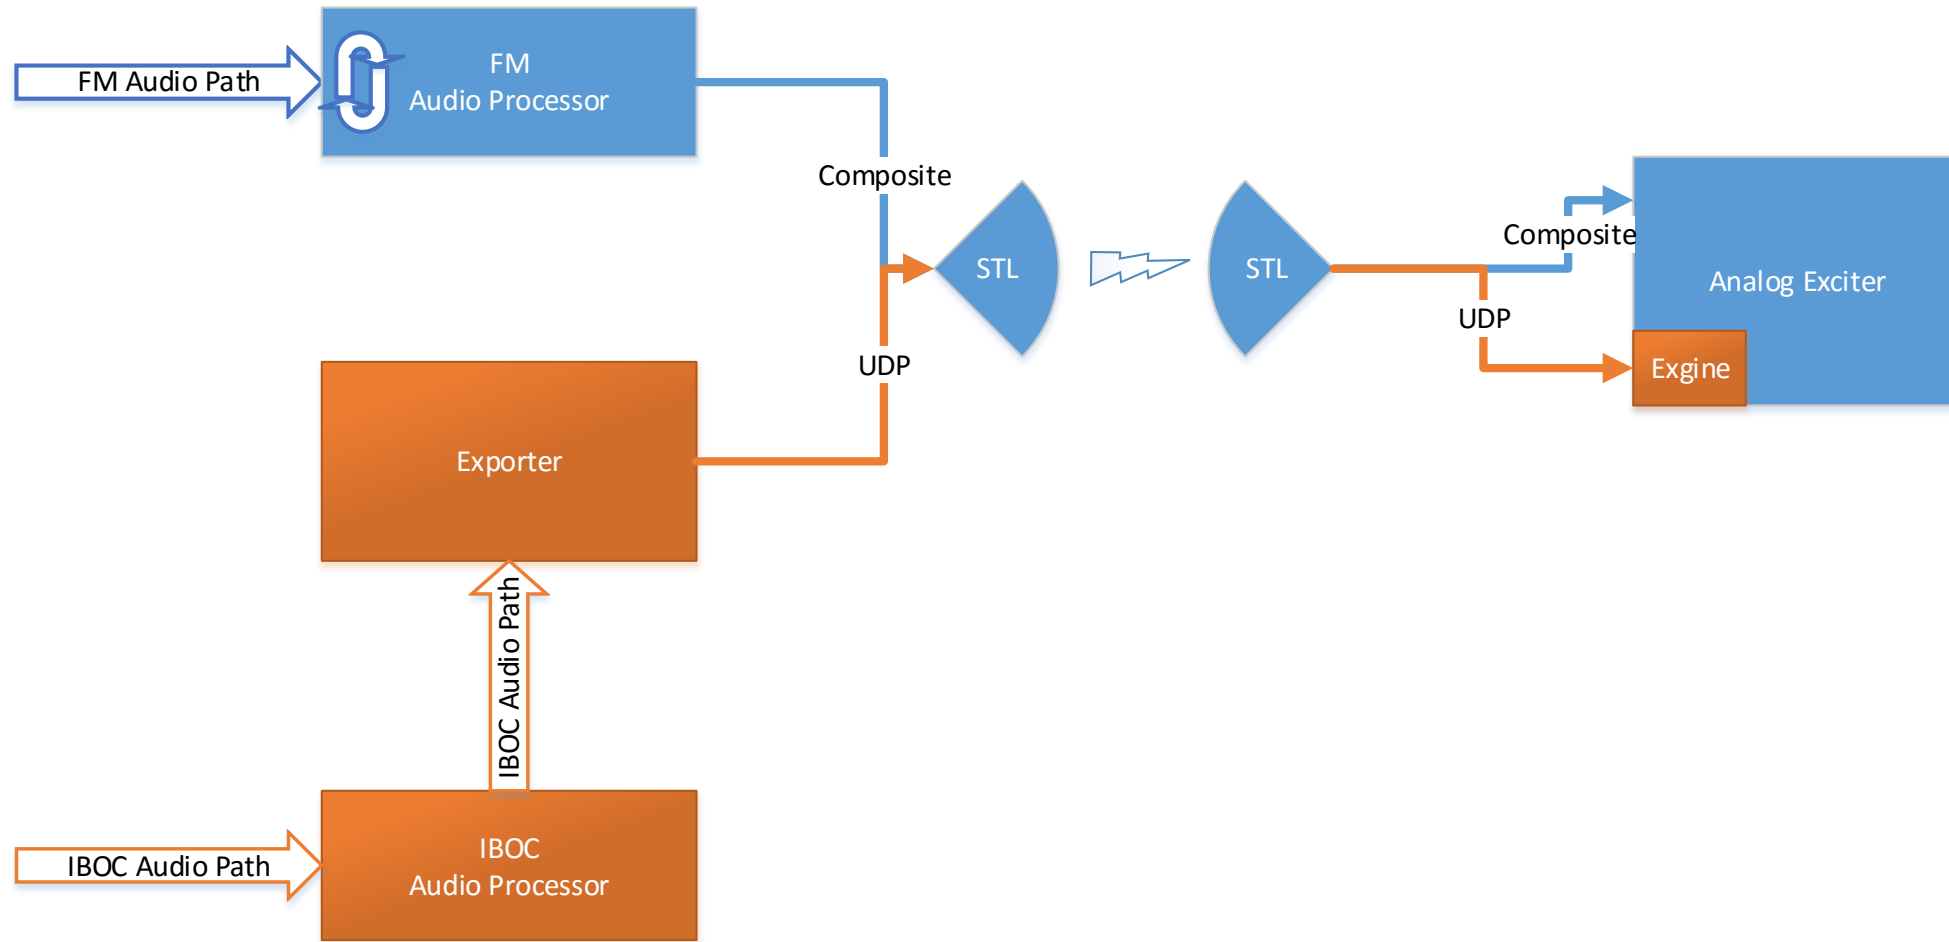 FM Audio Path
FM
Audio Processor
Composite
STL
STL
Composite
Analog Exciter
UDP
UDP
Exgine
Exporter
IBOC Audio Path
IBOC Audio Path
IBOC
Audio Processor